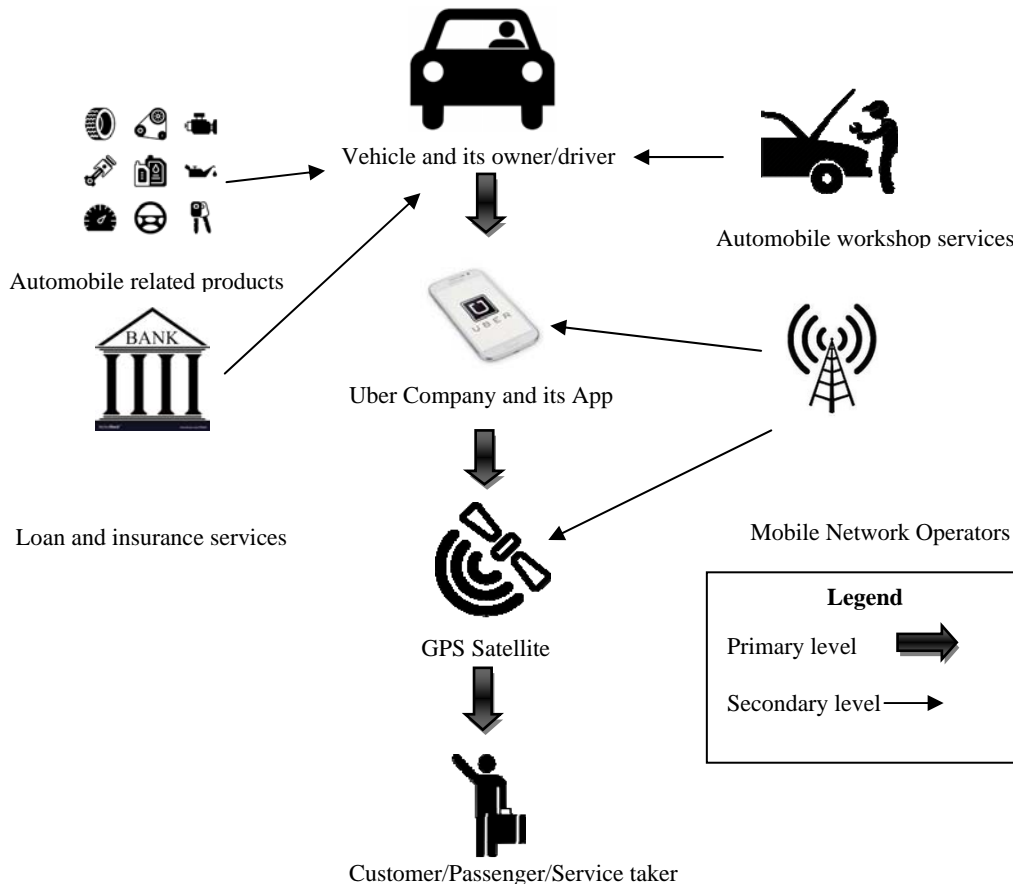 Vehicle and its owner/driver
Automobile workshop services
Automobile related products
BANK
UBER
Uber Company and its App
Loan and insurance services
Mobile Network Operators
GPS Satellite
Legend
Primary level
Secondary level
Customer/Passenger/Service taker